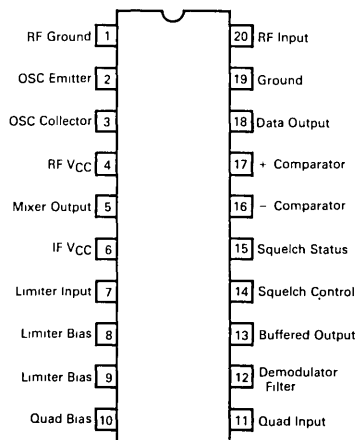 RF Ground 1 20 RF Input
OSC Emitter 2 19 Ground
OSC Collector 3 18 Data Output
RF VCC 4 17 + Comparator
Mixer Output 5 16 − Comparator
IF VCC 6 15 Squelch Status
Limiter Input 7 14 Squelch Control
Limiter Bias 8 13 Buffered Output
Limiter Bias 9 12 Demodulator
Filter
Quad Bias 10 11 Quad Input